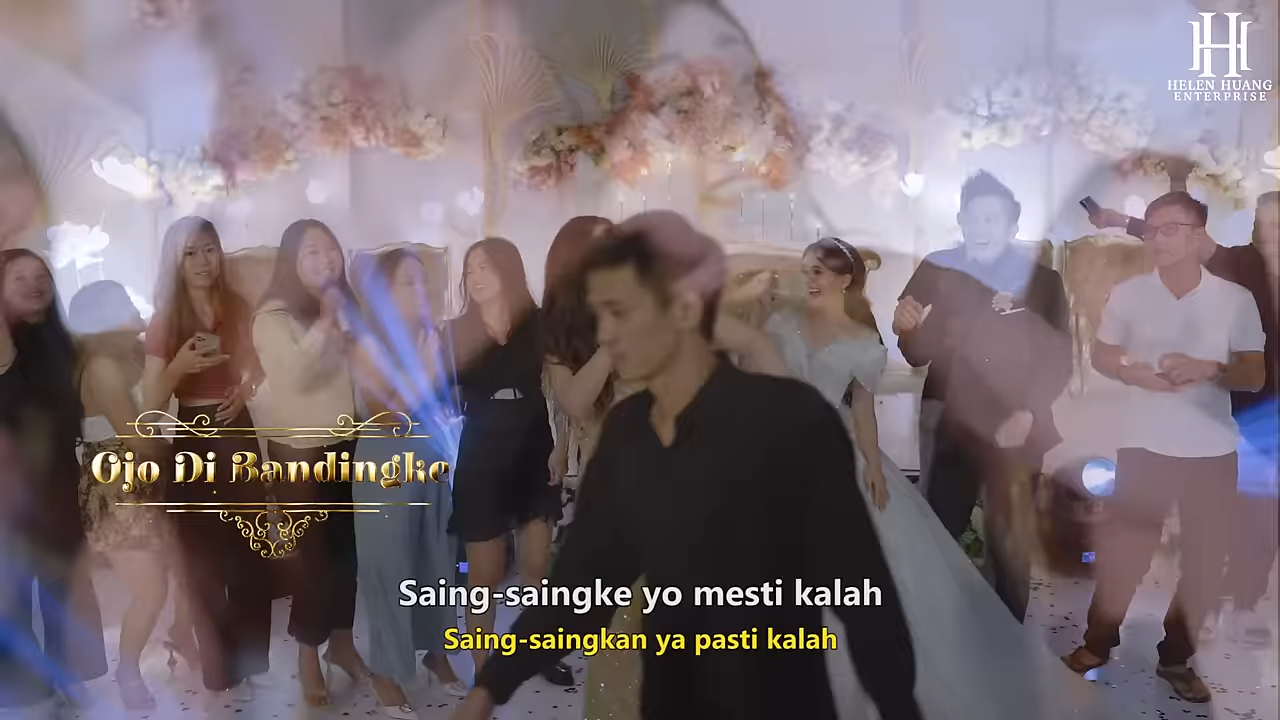 HELEN HUANG
ENTERPRISE
Ojo Di Bandingke
Saing-saingke yo mesti kalah
Saing-saingkan ya pasti kalah